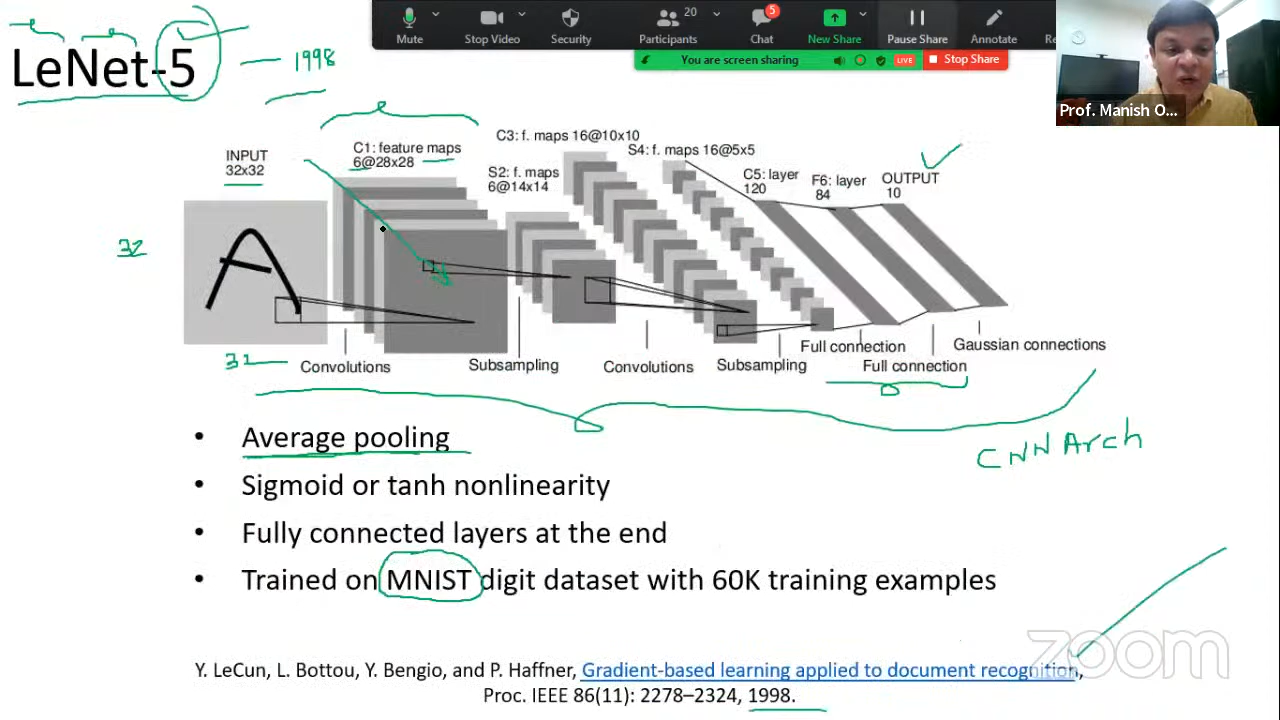 Mute
Stop Video
Security
20
Participants
5
Chat
New Share
Pause Share
Annotate
Re
You are screen sharing
LIVE
Stop Share
Prof. Manish O...
LeNet-5
1998
INPUT
32x32
C1: feature maps
6@28x28
S2: f. maps
6@14x14
C3: f. maps 16@10x10
S4: f. maps 16@5x5
C5: layer
120
F6: layer
84
OUTPUT
10
32
A
32
Convolutions
Subsampling
Convolutions
Subsampling
Full connection
Full connection
Gaussian connections
CNN Arch
• Average pooling
• Sigmoid or tanh nonlinearity
• Fully connected layers at the end
• Trained on MNIST digit dataset with 60K training examples
Y. LeCun, L. Bottou, Y. Bengio, and P. Haffner, Gradient-based learning applied to document recognition,
Proc. IEEE 86(11): 2278–2324, 1998.
zoom